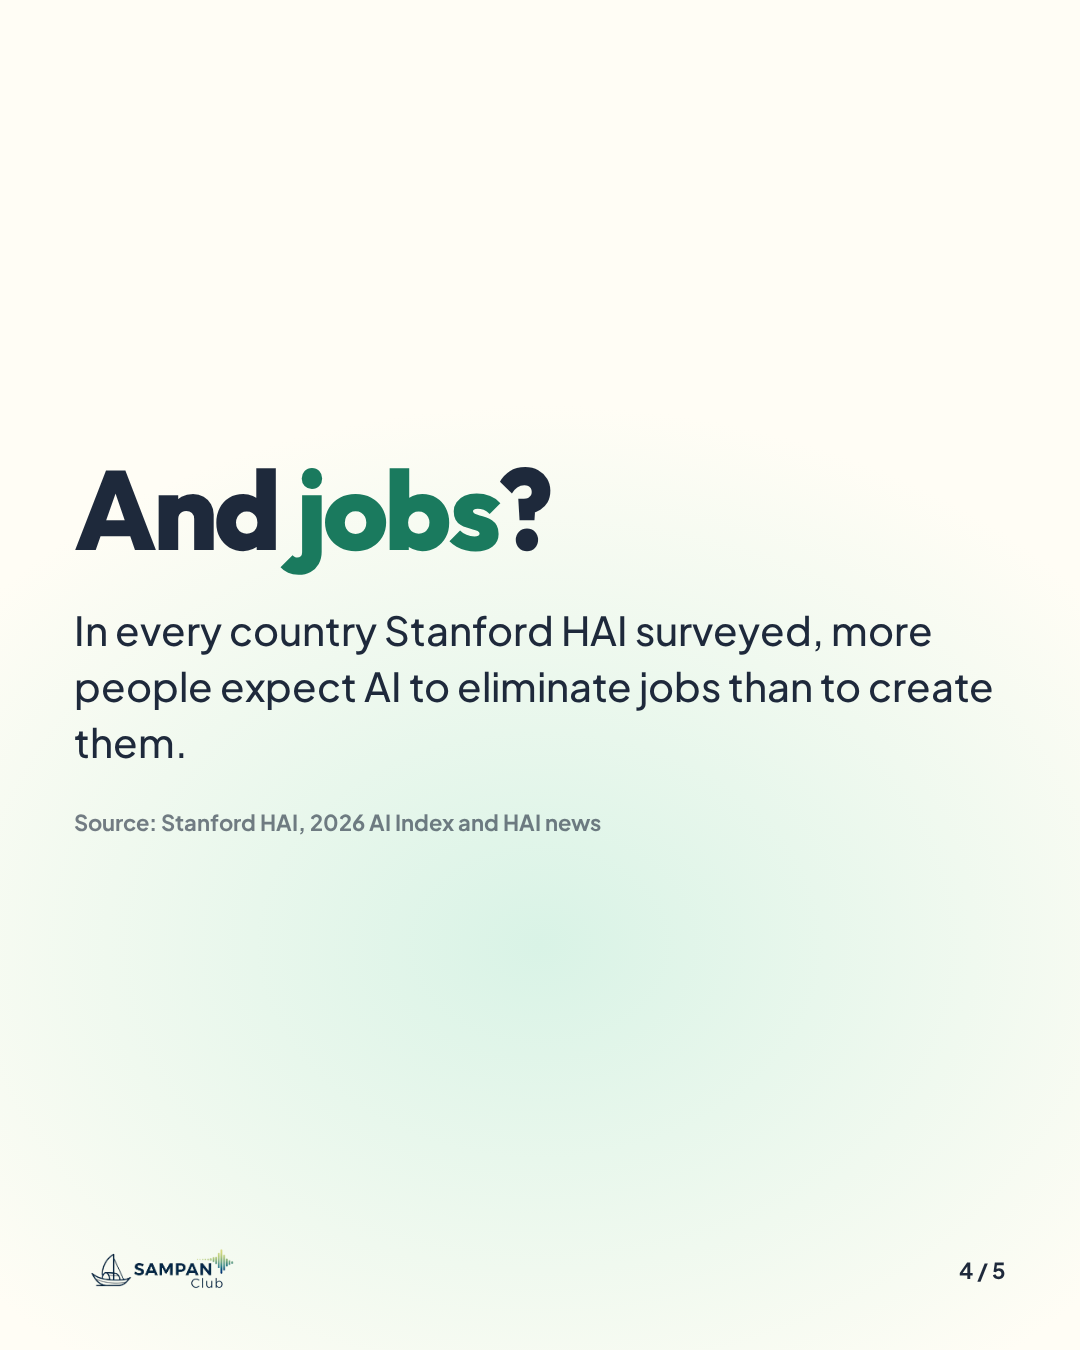 And jobs?
In every country Stanford HAI surveyed, more
people expect AI to eliminate jobs than to create
them.
Source: Stanford HAI, 2026 AI Index and HAI news
SAMPAN
Club
4 / 5